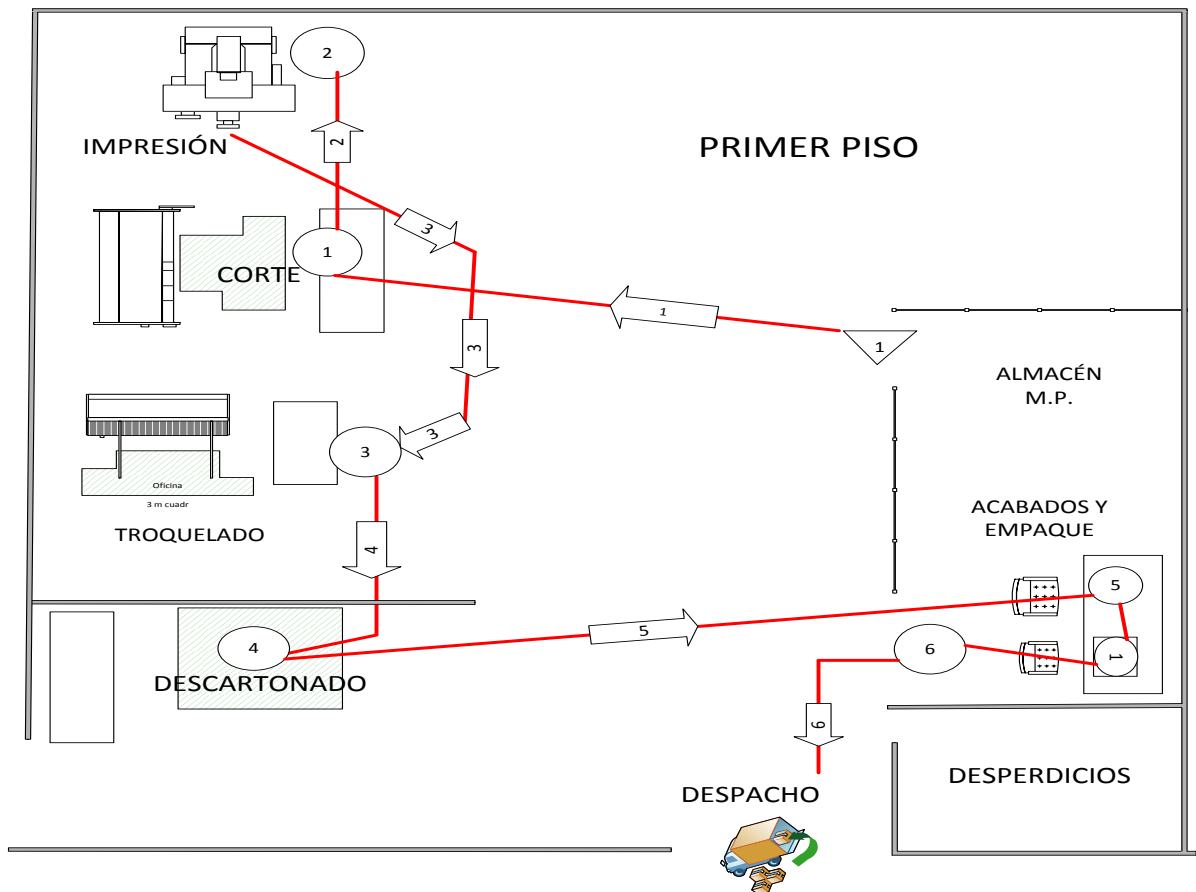 2
IMPRESIÓN
PRIMER PISO
2
3
1
CORTE
1
1
3
ALMACÉN
M.P.
3
3
Oficina
3 m cuadr
TROQUELADO
4
ACABADOS Y
EMPAQUE
5
5
4
6
1
DESCARTONADO
6
DESPERDICIOS
DESPACHO